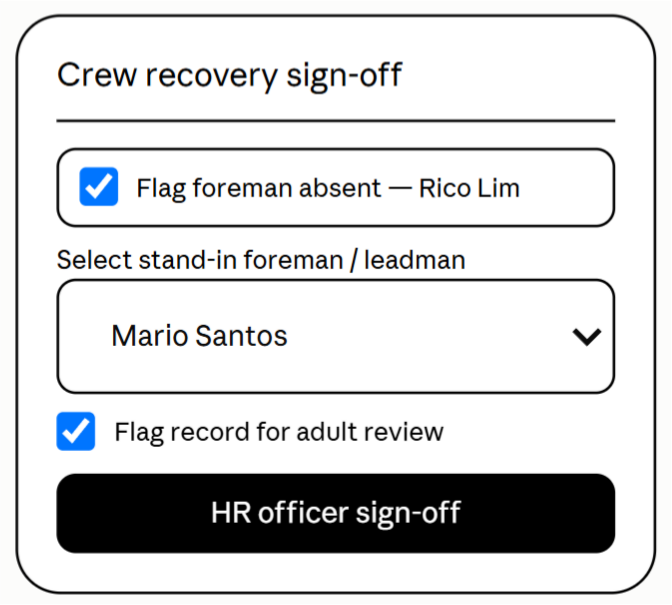 Crew recovery sign-off
Flag foreman absent — Rico Lim
Select stand-in foreman / leadman
Mario Santos
Flag record for adult review
HR officer sign-off